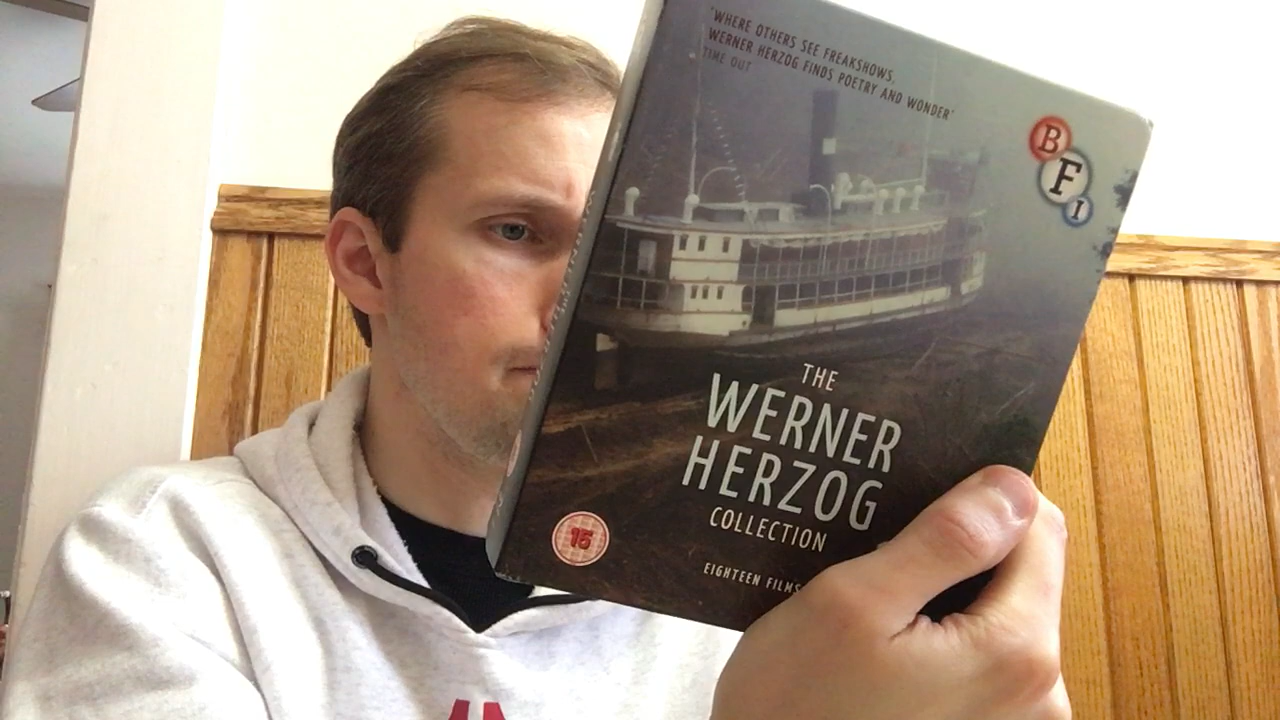 "WHERE OTHERS SEE FREAKSHOWS,
WERNER HERZOG FINDS POETRY AND WONDER"
TIME OUT
BFI
THE
WERNER
HERZOG
COLLECTION
15
EIGHTEEN FILMS